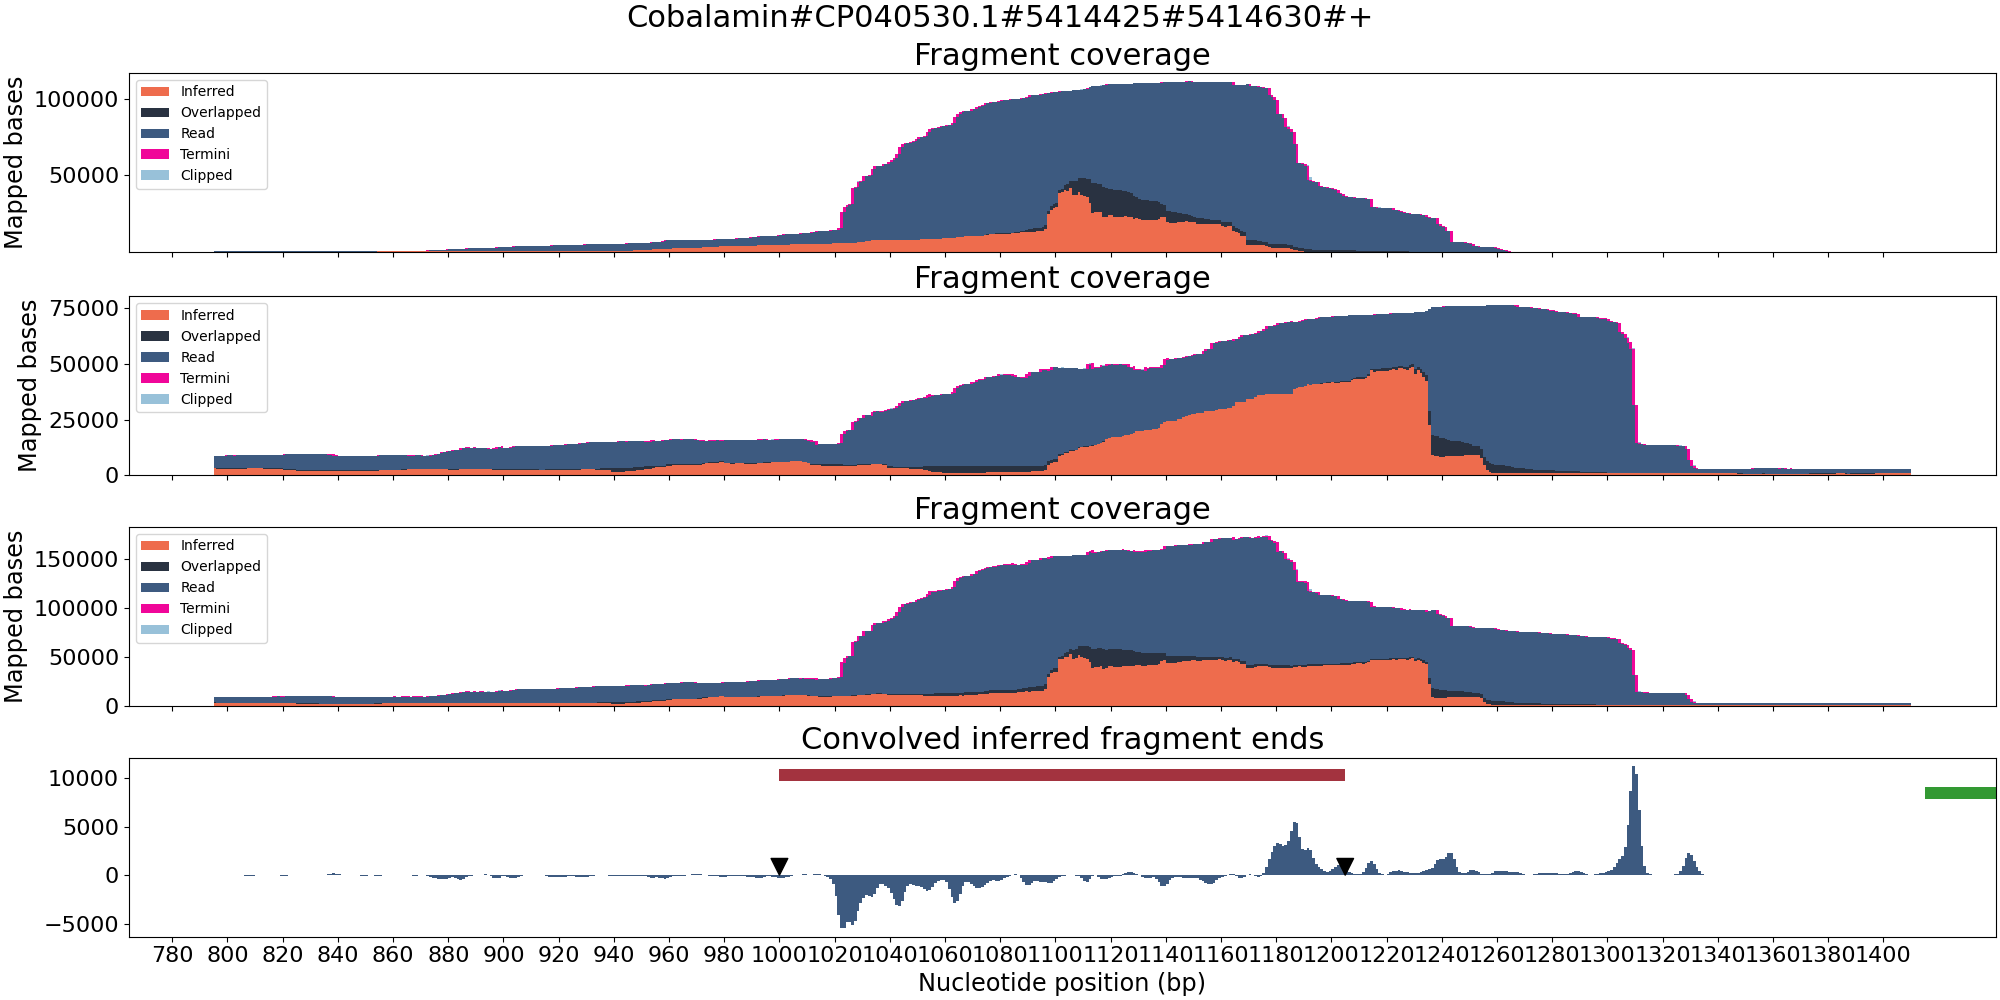 Cobalamin#CP040530.1#5414425#5414630#+
Fragment coverage
Mapped bases
100000
50000
Inferred
Overlapped
Read
Termini
Clipped
Fragment coverage
Mapped bases
75000
50000
25000
0
Inferred
Overlapped
Read
Termini
Clipped
Fragment coverage
Mapped bases
150000
100000
50000
0
Inferred
Overlapped
Read
Termini
Clipped
Convolved inferred fragment ends
10000
5000
0
−5000
780 800 820 840 860 880 900 920 940 960 980 1000 1020 1040 1060 1080 1100 1120 1140 1160 1180 1200 1220 1240 1260 1280 1300 1320 1340 1360 1380 1400
Nucleotide position (bp)